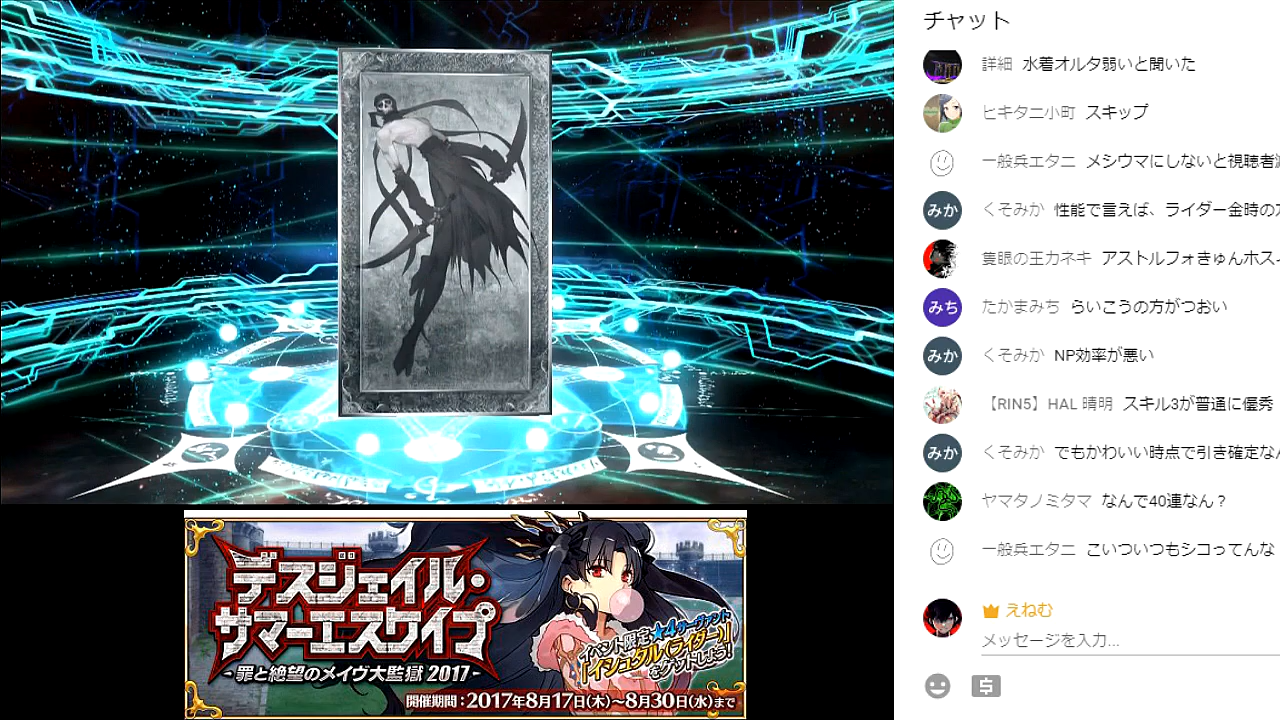 チャット
詳細 水着オルタ弱いと聞いた
ヒキタニ小町 スキップ
一般兵エタニ メシウマにしないと視聴者
みか くそみか 性能で言えば、ライダー金時の
隻眼の王カネキ アストルフォきゅんホス
みち たかまみち らいこうの方がつおい
みか くそみか NP効率が悪い
【RIN5】HAL 晴明 スキル3が普通に優秀
みか くそみか でもかわいい時点で引き確定なん
ヤマタノミタマ なんで40連なん？
一般兵エタニ こいついつもシコってんな
えねむ
メッセージを入力...
デスジェイル・
サマーエスケイプ
-罪と絶望のメイヴ大監獄 2017-
イベント限定★4サーヴァント
「イシュタル(ライダー)」
をゲットしよう!
開催期間：2017年8月17日(木)～8月30日(水)まで